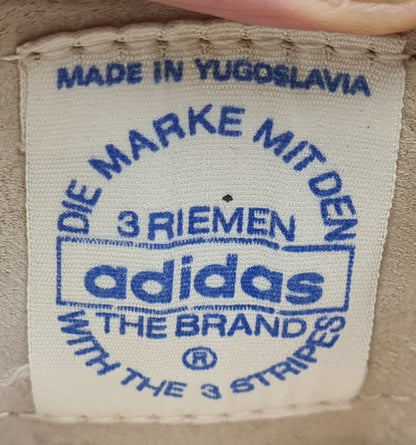 MADE IN YUGOSLAVIA
DIE MARKE MIT DEN
3 RIEMEN
adidas
THE BRAND
WITH THE 3 STRIPES
®